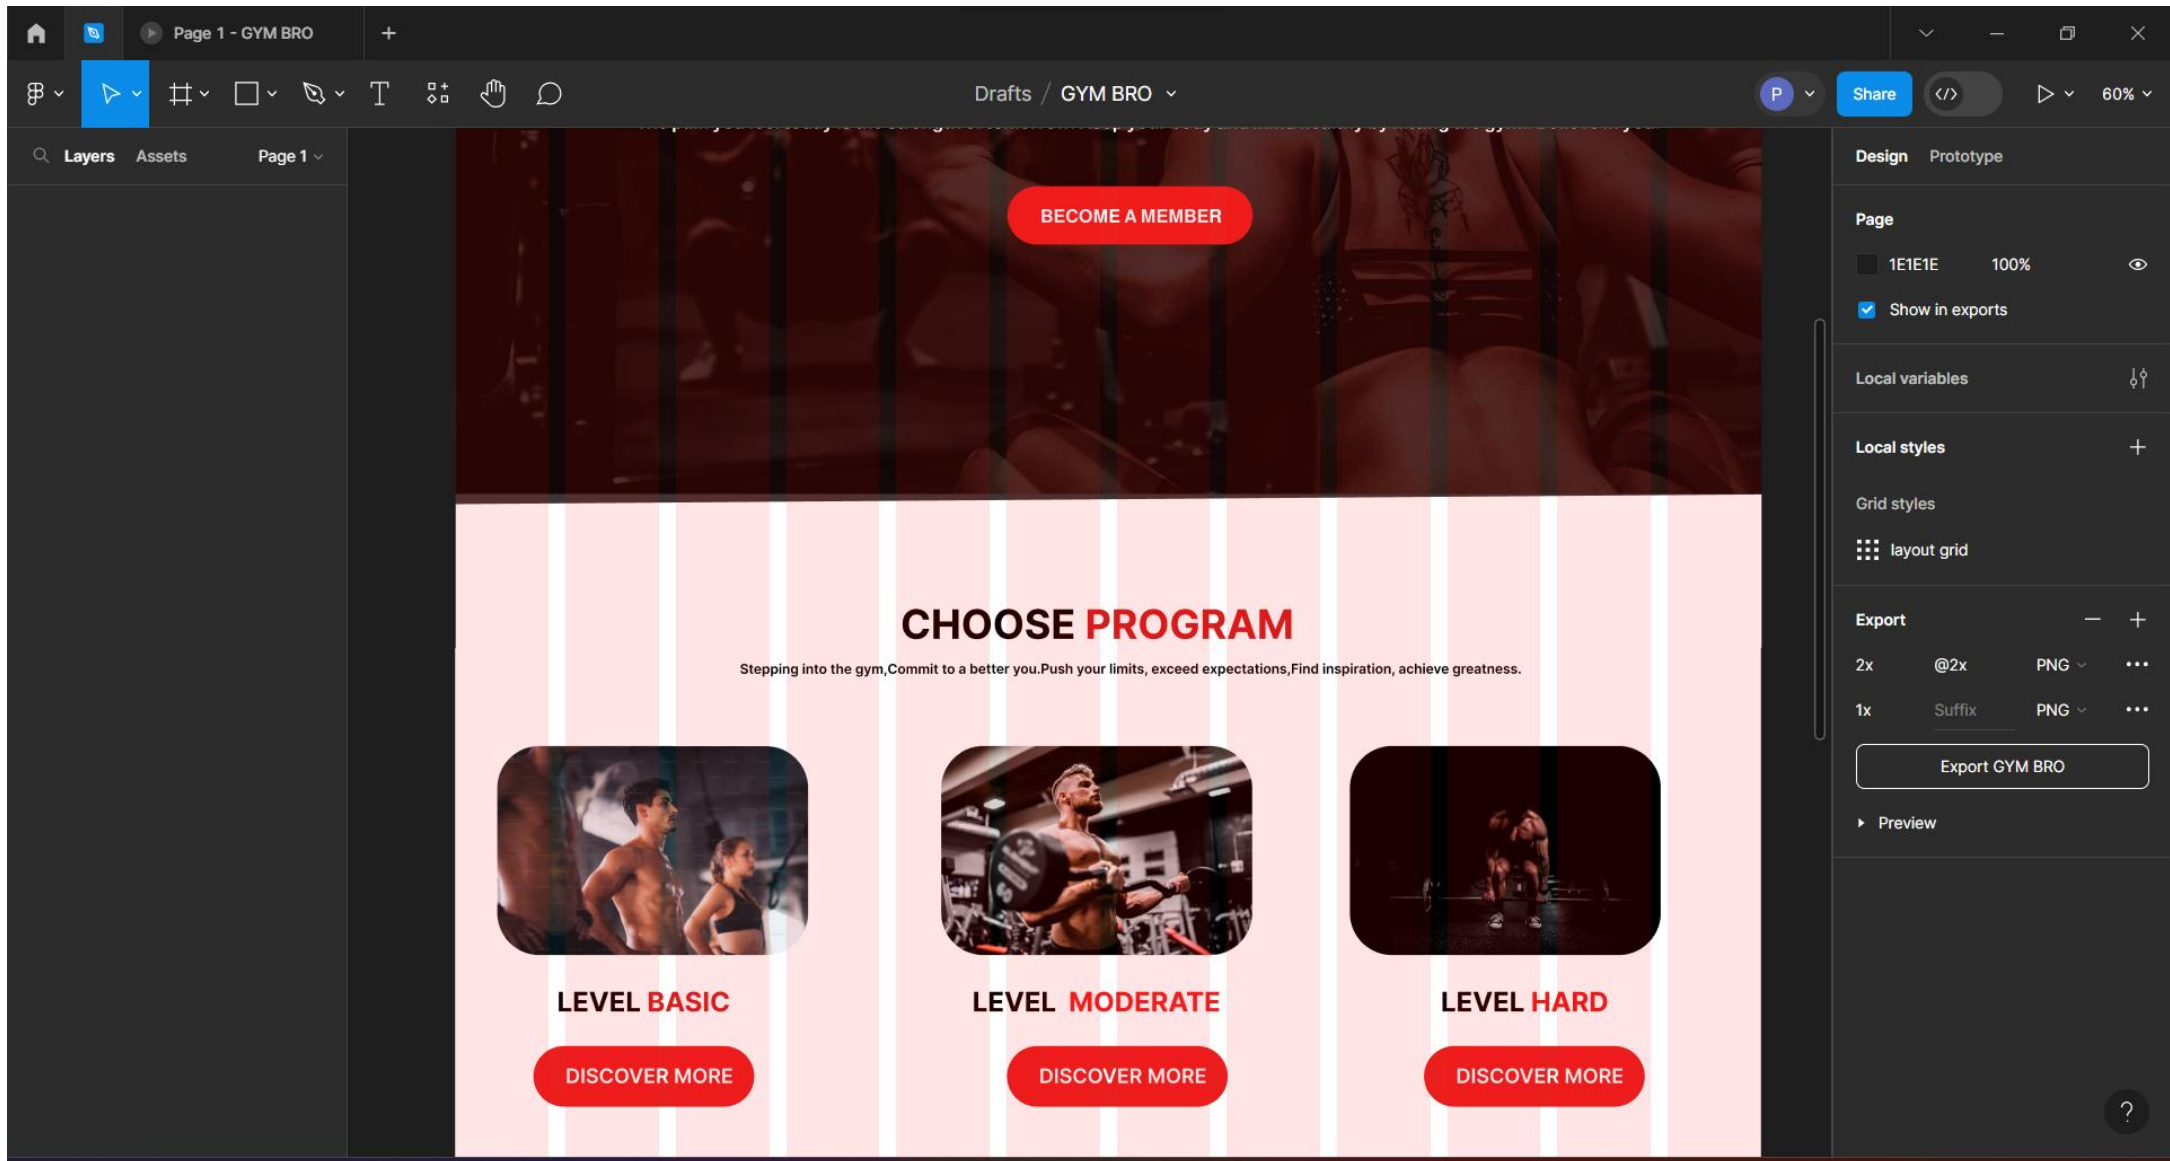 Page 1 - GYM BRO
Drafts / GYM BRO
P
Share
60%
Layers Assets Page 1
Design Prototype
BECOME A MEMBER
Page
1E1E1E 100%
Show in exports
Local variables
Local styles
Grid styles
layout grid
CHOOSE PROGRAM
Stepping into the gym,Commit to a better you.Push your limits, exceed expectations,Find inspiration, achieve greatness.
LEVEL BASIC
LEVEL MODERATE
LEVEL HARD
DISCOVER MORE
DISCOVER MORE
DISCOVER MORE
Export
2x @2x PNG
1x Suffix PNG
Export GYM BRO
Preview
?